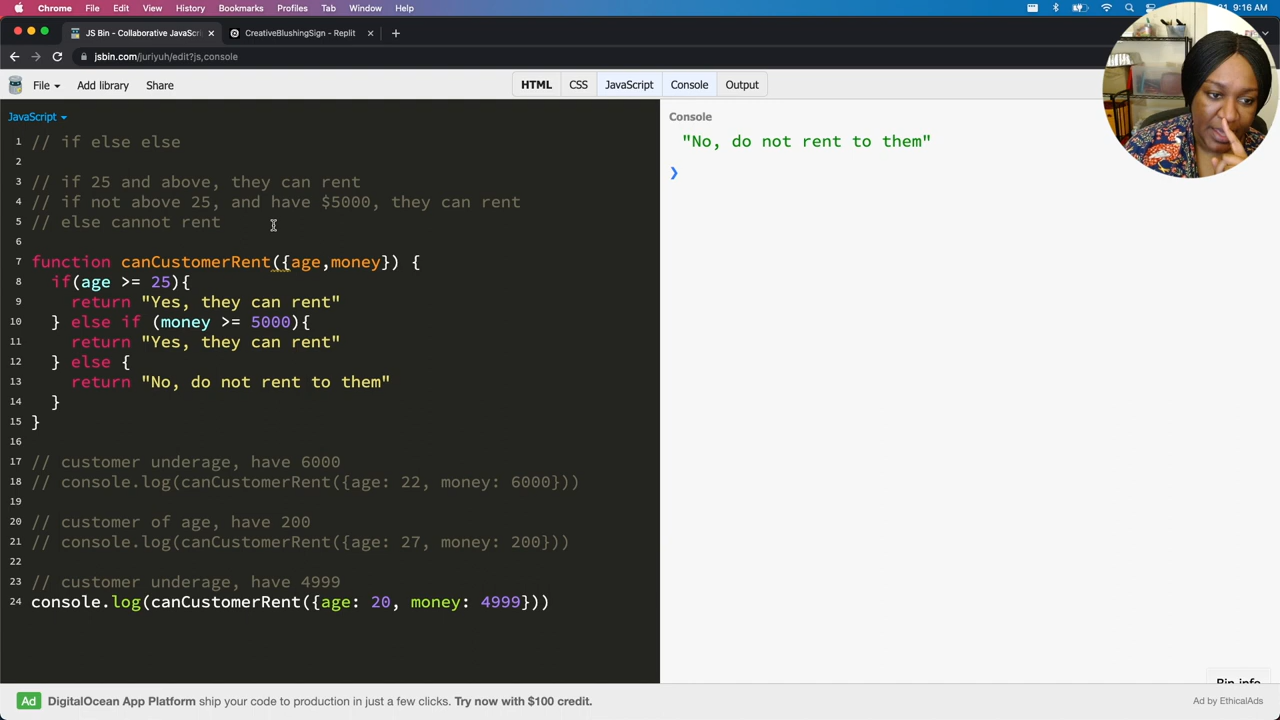 Chrome File Edit View History Bookmarks Profiles Tab Window Help
9:16 AM
JS Bin - Collaborative JavaScri
CreativeBlushingSign - Replit
jsbin.com/juriyuh/edit?js,console
File Add library Share
HTML CSS JavaScript Console Output
JavaScript
Console
1 // if else else
2
3 // if 25 and above, they can rent
4 // if not above 25, and have $5000, they can rent
5 // else cannot rent
6
7 function canCustomerRent({age,money}) {
8 if(age >= 25){
9 return "Yes, they can rent"
10 } else if (money >= 5000){
11 return "Yes, they can rent"
12 } else {
13 return "No, do not rent to them"
14 }
15 }
16
17 // customer underage, have 6000
18 // console.log(canCustomerRent({age: 22, money: 6000}))
19
20 // customer of age, have 200
21 // console.log(canCustomerRent({age: 27, money: 200}))
22
23 // customer underage, have 4999
24 console.log(canCustomerRent({age: 20, money: 4999}))
"No, do not rent to them"
Bin info
Ad DigitalOcean App Platform ship your code to production in just a few clicks. Try now with $100 credit.
Ad by EthicalAds